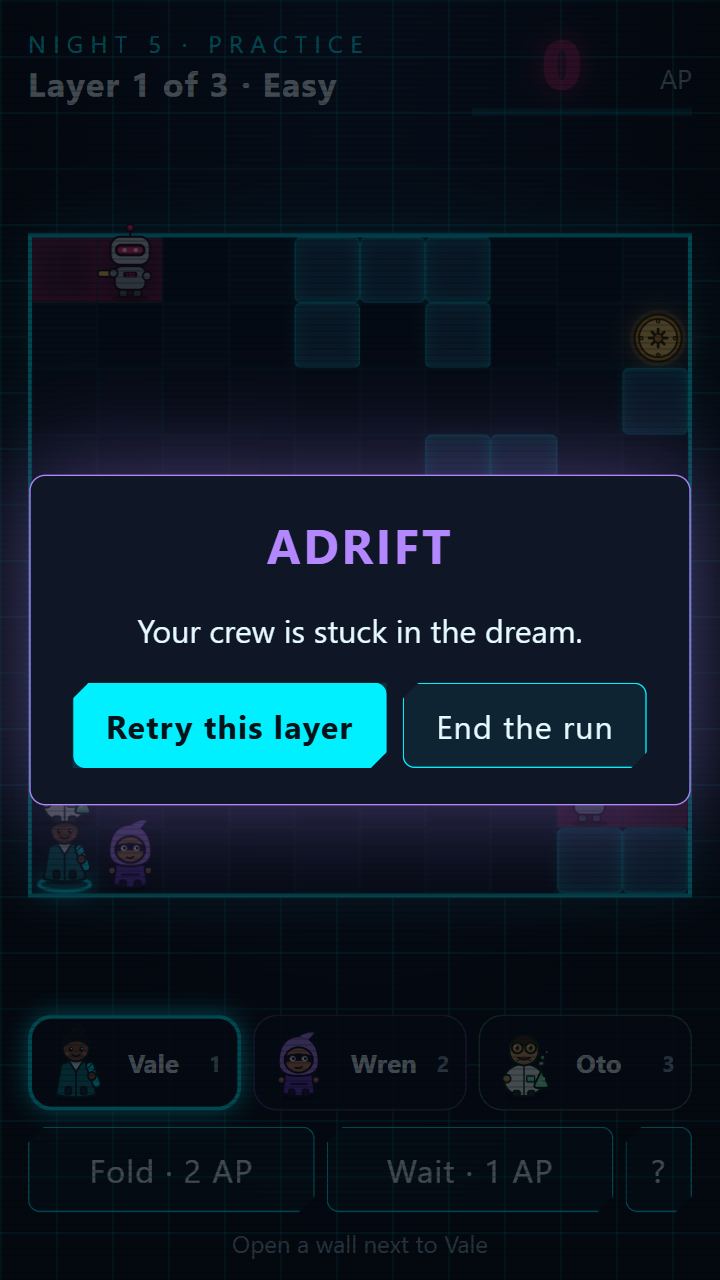 NIGHT 5 · PRACTICE
Layer 1 of 3 · Easy
0
AP
ADRIFT
Your crew is stuck in the dream.
Retry this layer
End the run
Vale 1
Wren 2
Oto 3
Fold · 2 AP
Wait · 1 AP
?
Open a wall next to Vale